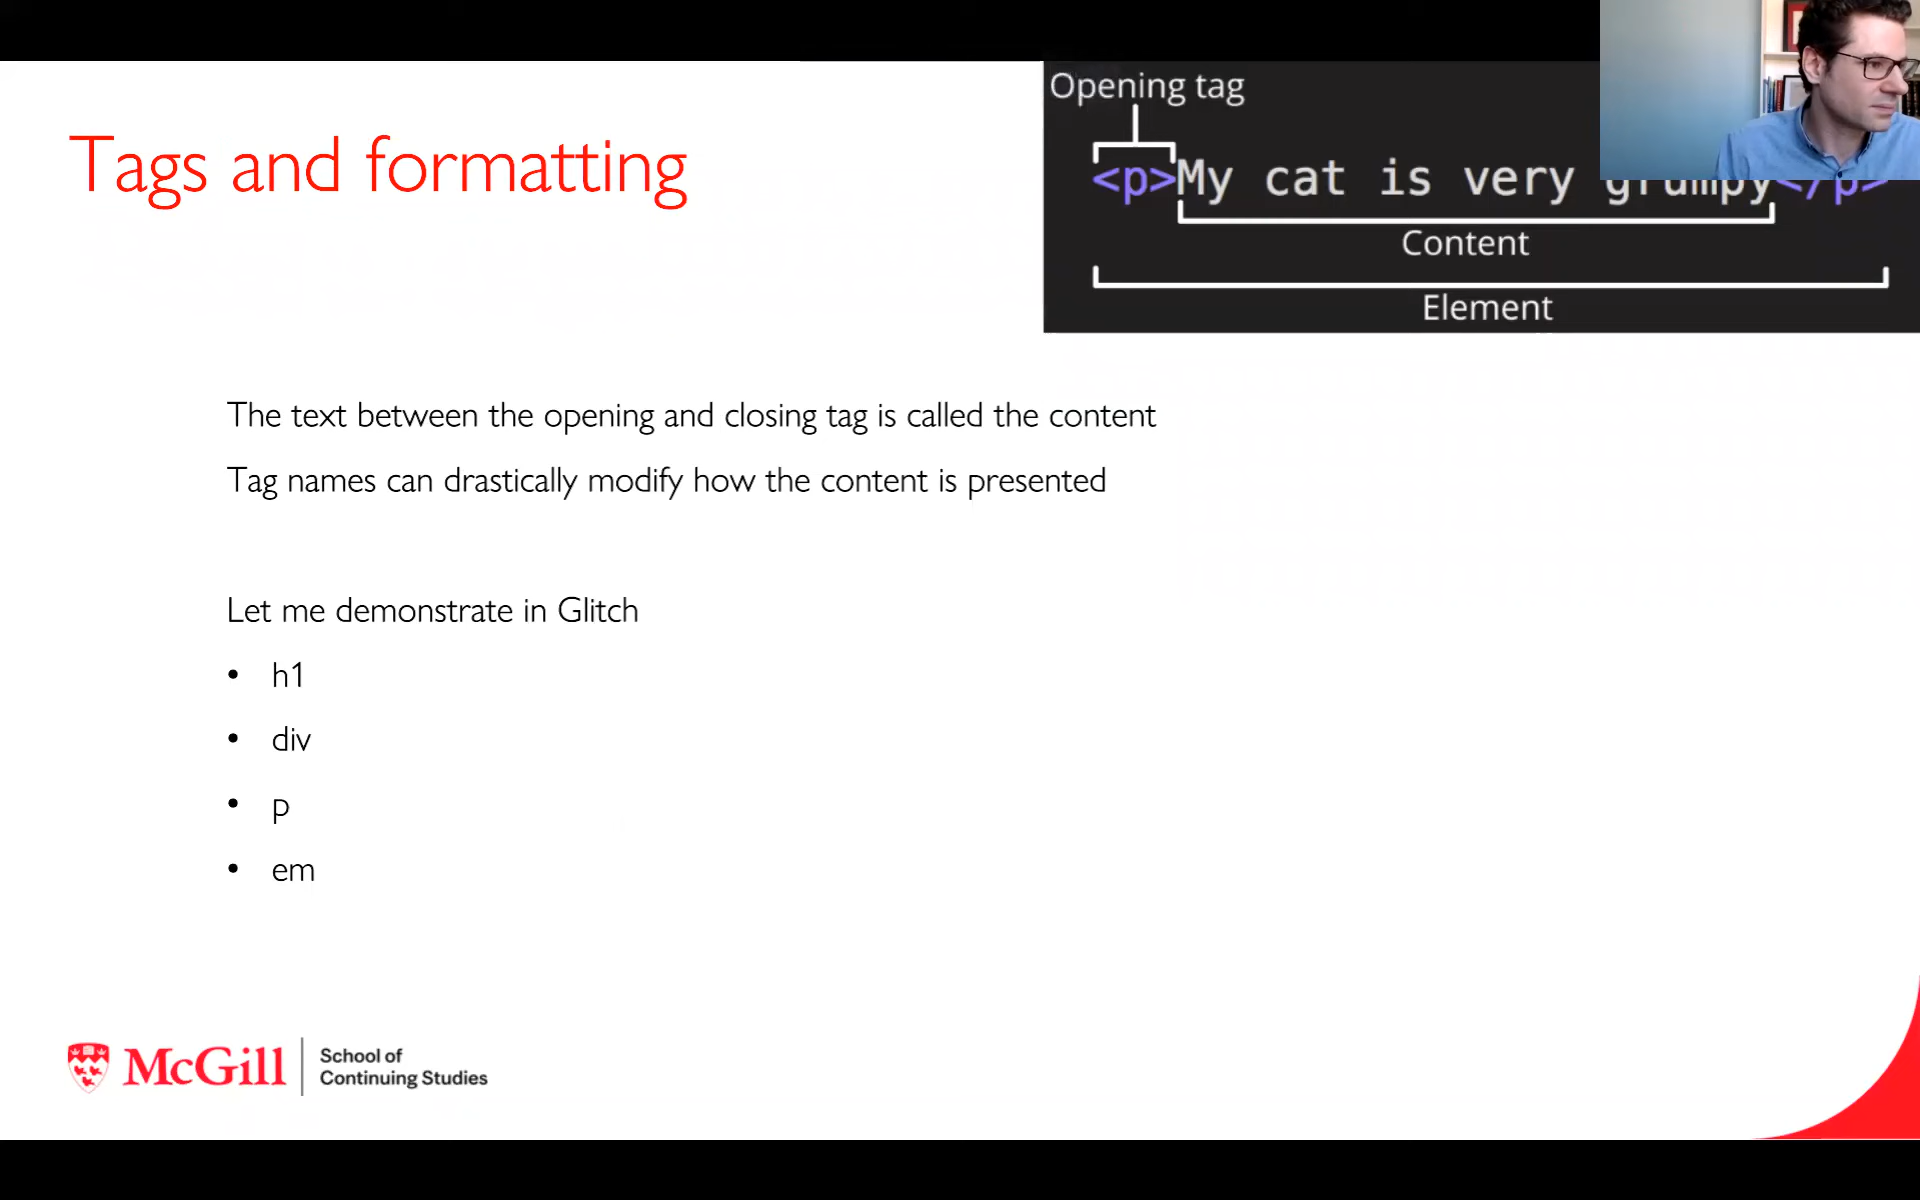 Opening tag
Tags and formatting
<p>My cat is very grumpy</p>
Content
Element
The text between the opening and closing tag is called the content
Tag names can drastically modify how the content is presented
Let me demonstrate in Glitch
• h1
• div
• p
• em
McGill
School of
Continuing Studies